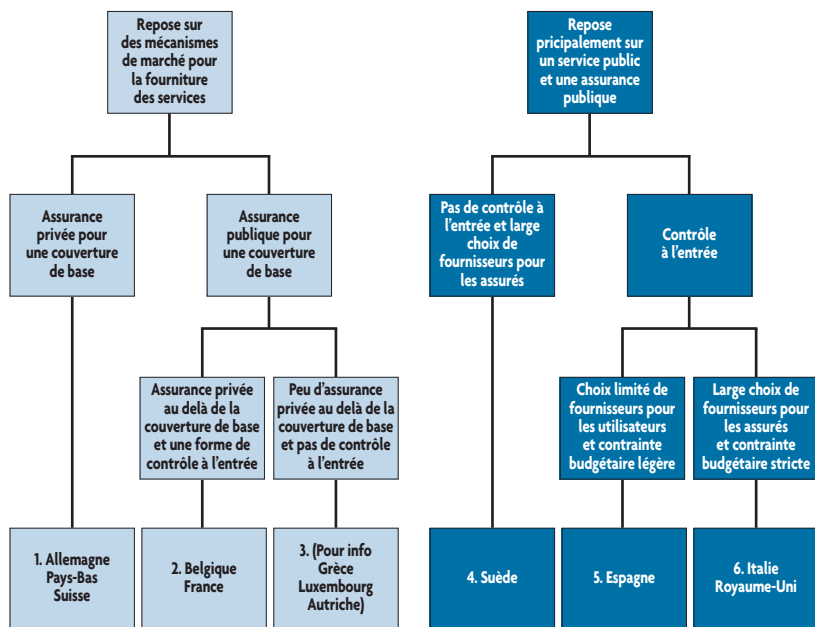 Repose sur
des mécanismes
de marché pour
la fourniture
des services
Repose
pricipalement sur
un service public
et une assurance
publique
Assurance
privée pour
une couverture
de base
Assurance
publique pour
une couverture
de base
Pas de contrôle à
l'entrée et large
choix de
fournisseurs pour
les assurés
Contrôle
à l'entrée
Assurance privée
au delà de la
couverture de base
et une forme de
contrôle à l'entrée
Peu d'assurance
privée au delà de la
couverture de base
et pas de contrôle
à l'entrée
Choix limité de
fournisseurs pour
les utilisateurs
et contrainte
budgétaire légère
Large choix de
fournisseurs pour
les assurés
et contrainte
budgétaire stricte
1. Allemagne
Pays-Bas
Suisse
2. Belgique
France
3. (Pour info
Grèce
Luxembourg
Autriche)
4. Suède
5. Espagne
6. Italie
Royaume-Uni